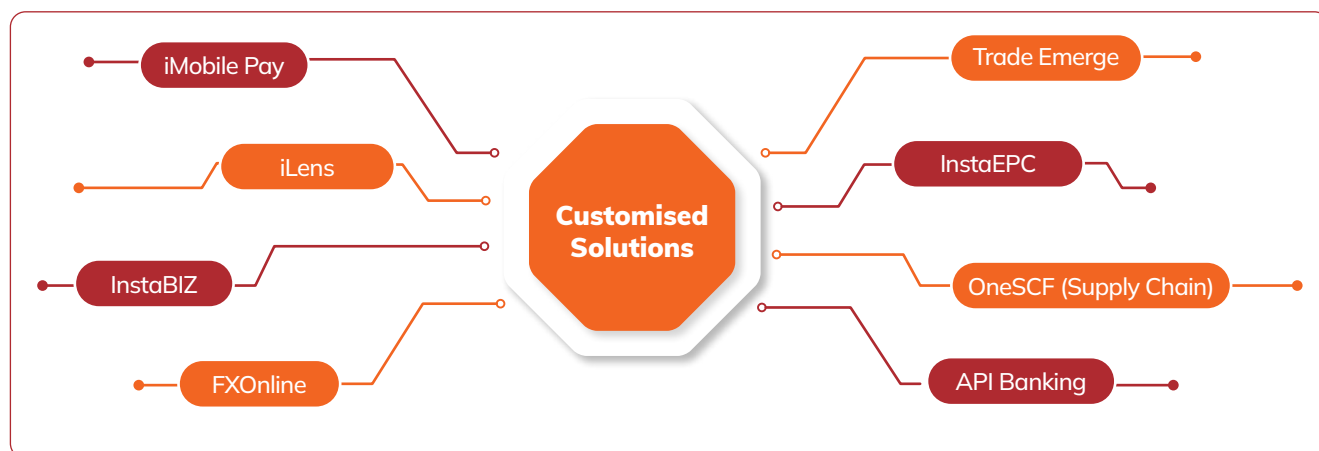 iMobile Pay
iLens
InstaBIZ
FXOnline
Customised
Solutions
Trade Emerge
InstaEPC
OneSCF (Supply Chain)
API Banking